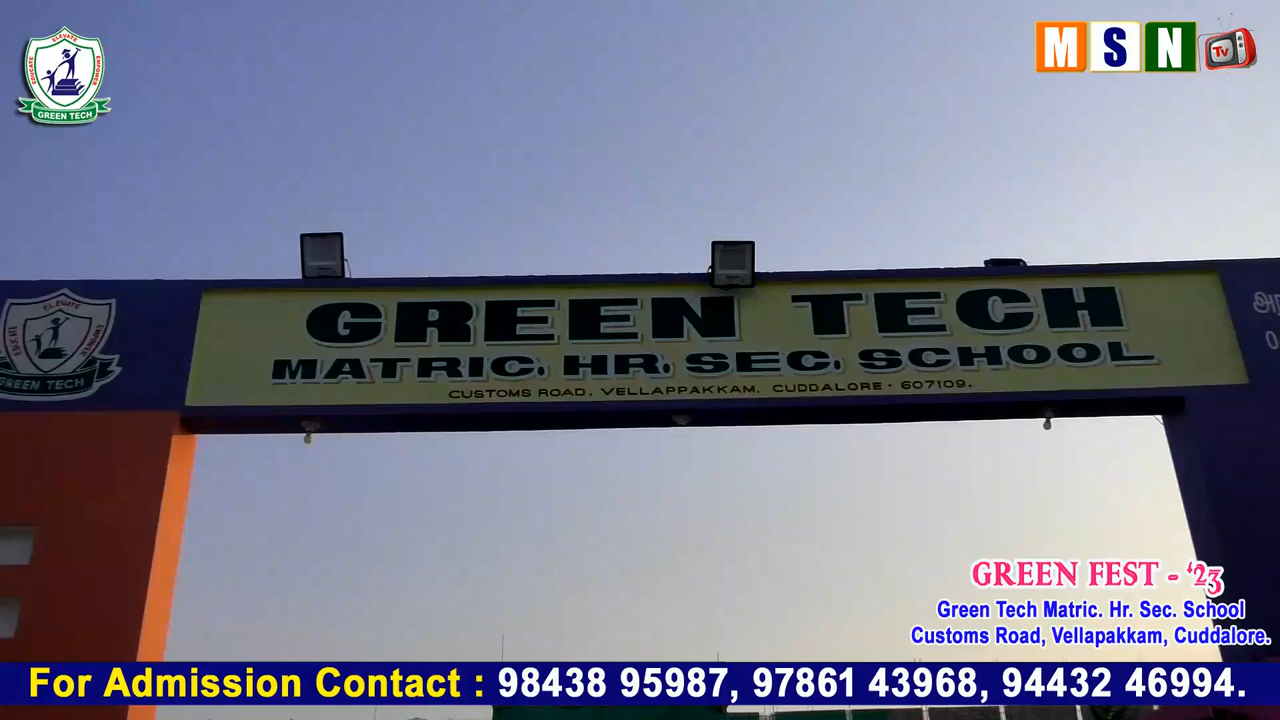 ELEVATE
EDUCATE
EMPOWER
GREEN TECH
M S N Tv
ELEVATE
EDUCATE
EMPOWER
GREEN TECH
GREEN TECH
MATRIC. HR. SEC. SCHOOL
CUSTOMS ROAD, VELLAPPAKKAM, CUDDALORE - 607109.
GREEN FEST - ‘23
Green Tech Matric. Hr. Sec. School
Customs Road, Vellapakkam, Cuddalore.
For Admission Contact : 98438 95987, 97861 43968, 94432 46994.